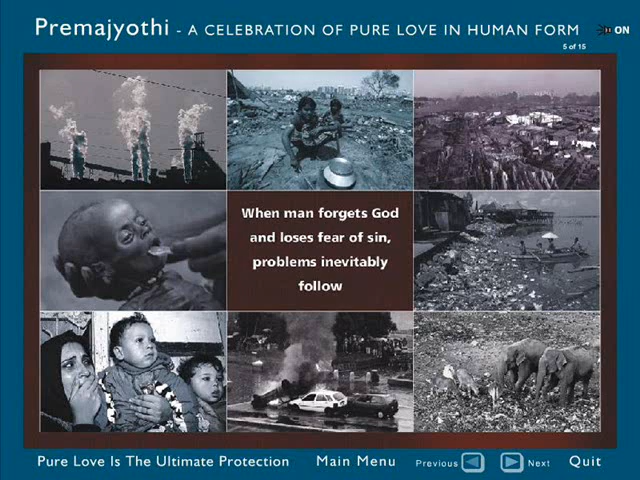 Premajyothi - A CELEBRATION OF PURE LOVE IN HUMAN FORM
ON
5 of 15
When man forgets God
and loses fear of sin,
problems inevitably
follow
Pure Love Is The Ultimate Protection Main Menu Previous Next Quit